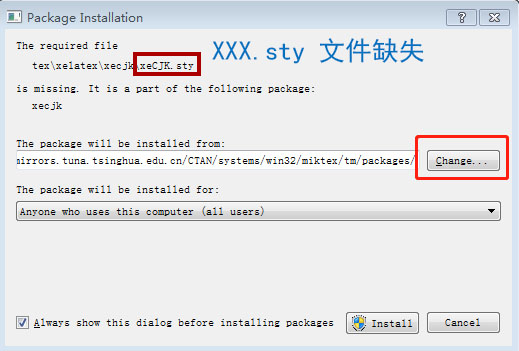 Package Installation
The required file
XXX.sty 文件缺失
tex\xelatex\xecjk\xeCJK.sty
is missing. It is a part of the following package:
xecjk
The package will be installed from:
mirrors.tuna.tsinghua.edu.cn/CTAN/systems/win32/miktex/tm/packages/
Change...
The package will be installed for:
Anyone who uses this computer (all users)
Always show this dialog before installing packages
Install
Cancel